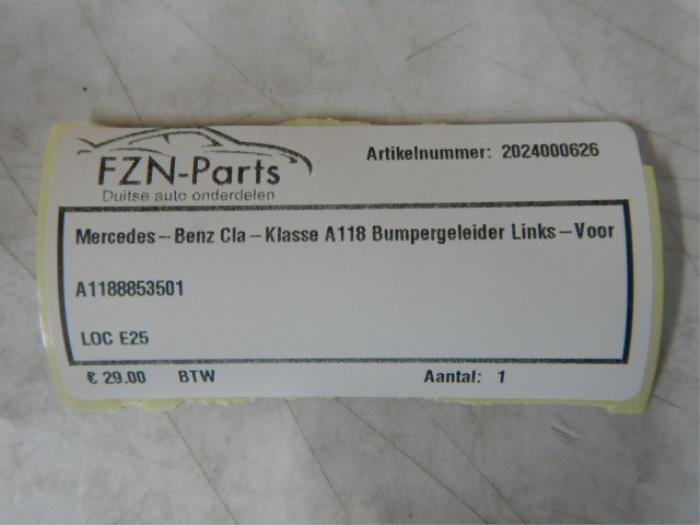 FZN-Parts
Duitse auto onderdelen
Artikelnummer: 2024000626
Mercedes-Benz Cla-Klasse A118 Bumpergeleider Links-Voor
A1188853501
LOC E25
€ 29.00 BTW Aantal: 1